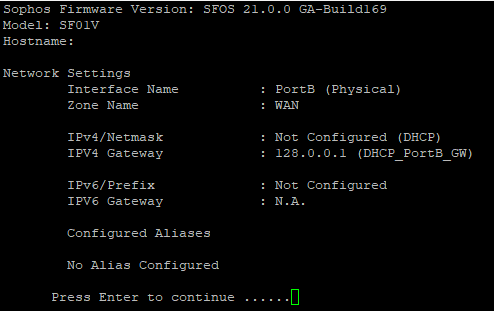 Sophos Firmware Version: SFOS 21.0.0 GA-Build169
Model: SF01V
Hostname:
Network Settings
Interface Name : PortB (Physical)
Zone Name : WAN
IPv4/Netmask : Not Configured (DHCP)
IPV4 Gateway : 128.0.0.1 (DHCP_PortB_GW)
IPv6/Prefix : Not Configured
IPV6 Gateway : N.A.
Configured Aliases
No Alias Configured
Press Enter to continue ......